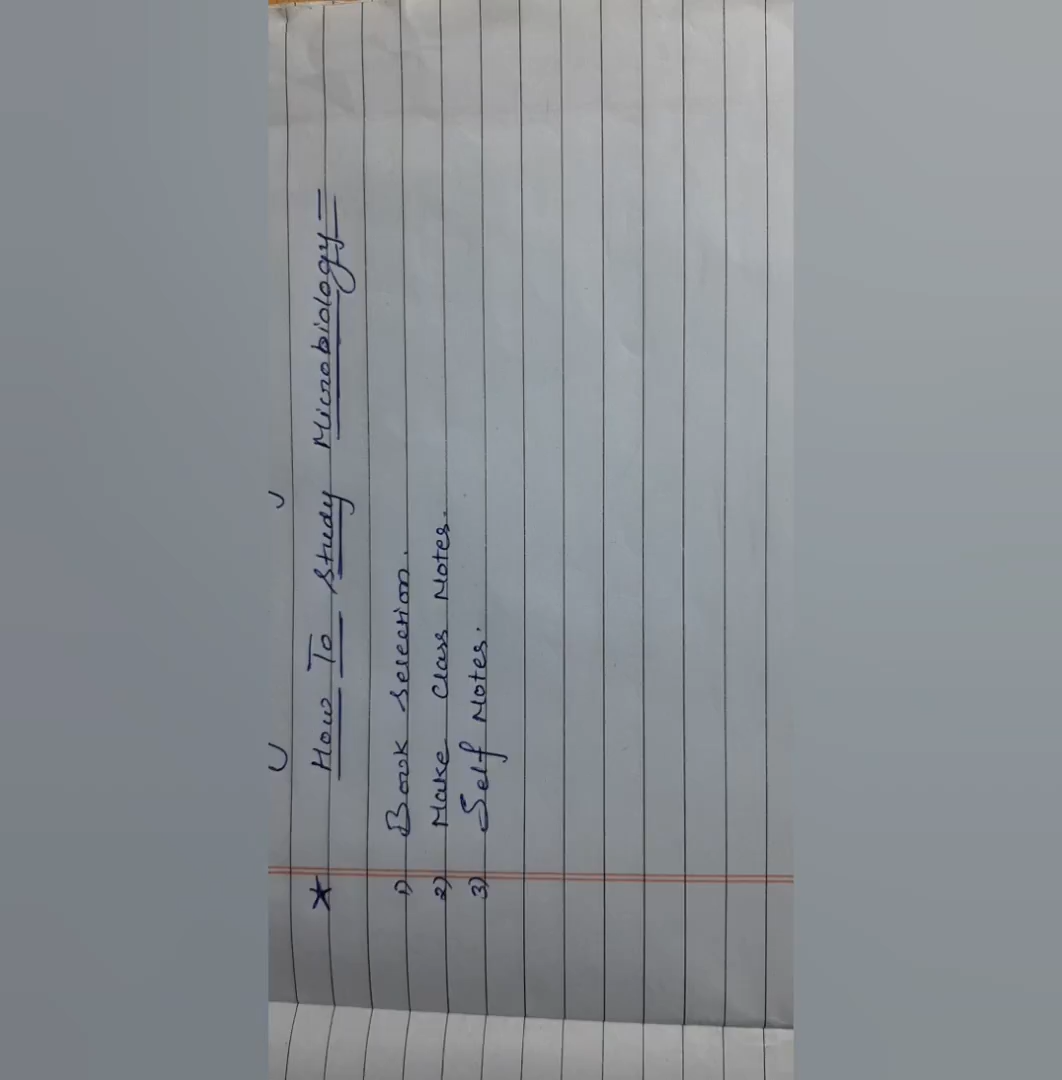 ★ How To Study Microbiology =
1) Book selection.
2) Make class Notes.
3) Self Notes.